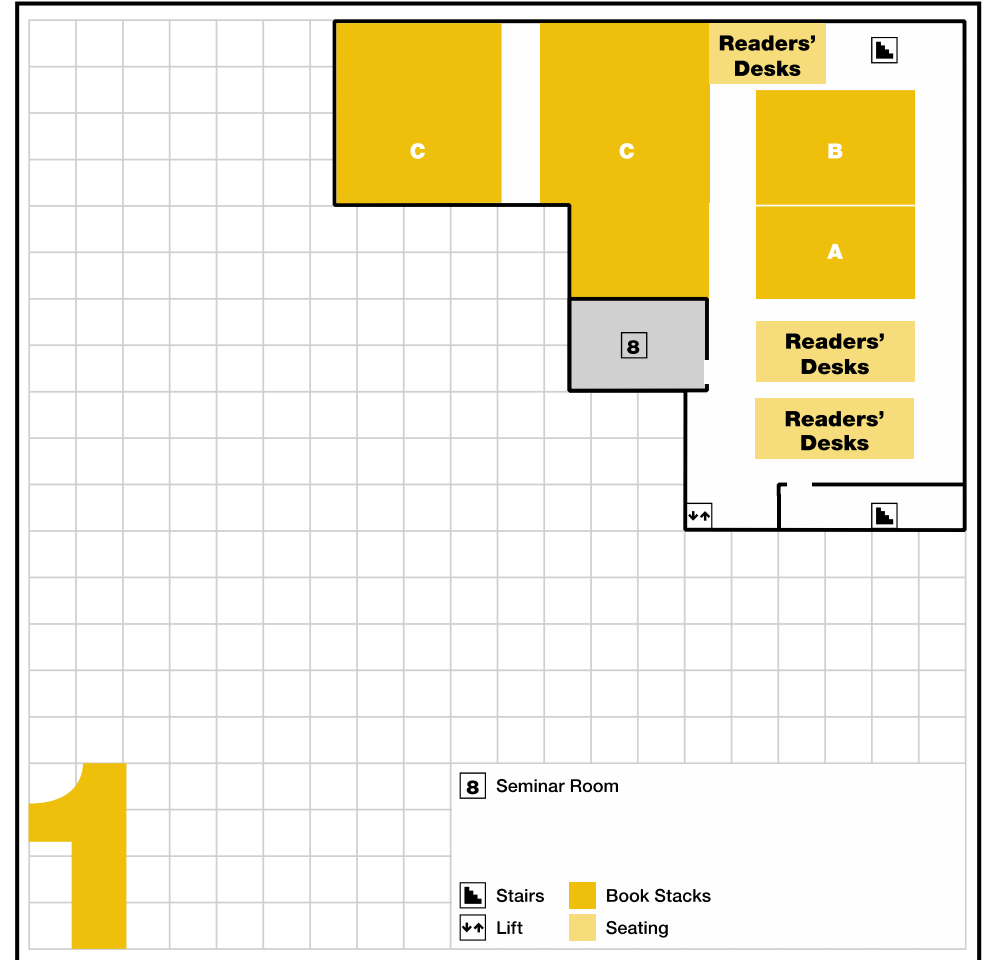 Readers’
Desks
C
C
B
A
8
Readers’
Desks
Readers’
Desks
1
8 Seminar Room
Stairs
Book Stacks
Lift
Seating